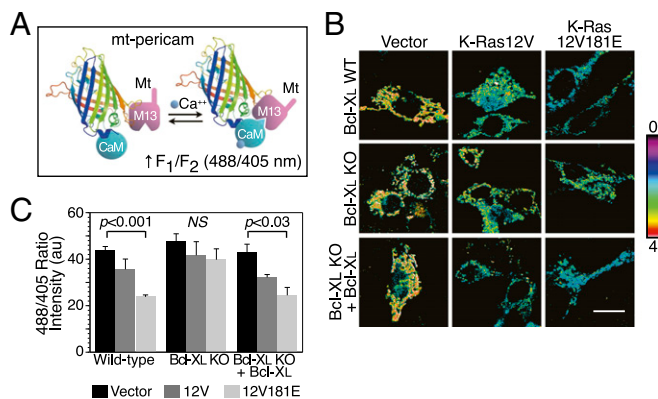 A
mt-pericam
Mt
M13
CaM
Ca++
Mt
M13
CaM
↑ F1/F2 (488/405 nm)
B
Vector
K-Ras12V
K-Ras
12V181E
Bcl-XL WT
Bcl-XL KO
Bcl-XL KO
+ Bcl-XL
0
4
C
488/405 Ratio
Intensity (au)
60
40
20
0
p<0.001
NS
p<0.03
Wild-type
Bcl-XL KO
Bcl-XL KO
+ Bcl-XL
Vector
12V
12V181E